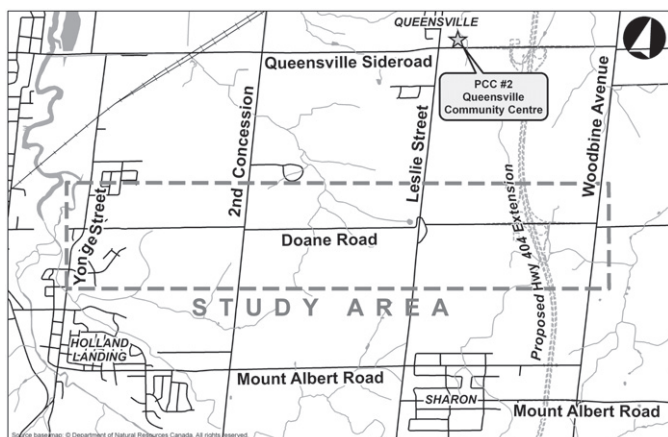 QUEENSVILLE
Queensville Sideroad
PCC #2
Queensville
Community Centre
Woodbine Avenue
2nd Concession
Leslie Street
Yonge Street
Proposed Hwy 404 Extension
Doane Road
STUDY AREA
HOLLAND
LANDING
Mount Albert Road
SHARON
Mount Albert Road
Source basemap: © Department of Natural Resources Canada. All rights reserved.